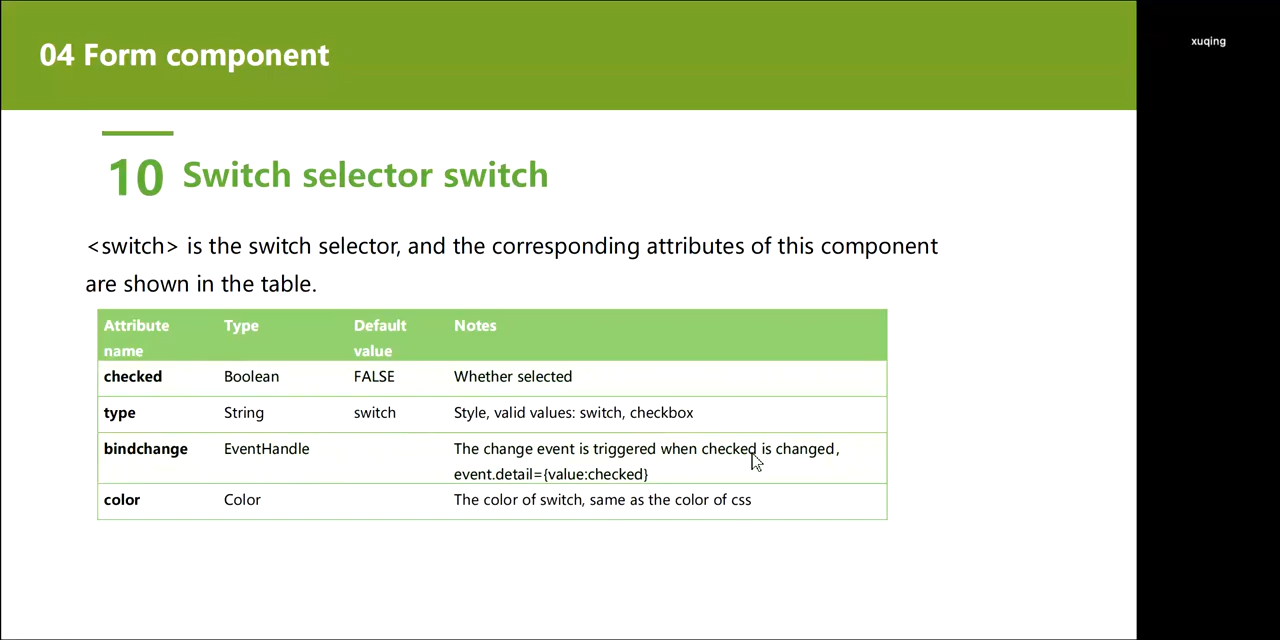 04 Form component
xuqing
10 Switch selector switch
<switch> is the switch selector, and the corresponding attributes of this component
are shown in the table.
Attribute name Type Default value Notes
checked Boolean FALSE Whether selected
type String switch Style, valid values: switch, checkbox
bindchange EventHandle The change event is triggered when checked is changed,
event.detail={value:checked}
color Color The color of switch, same as the color of css